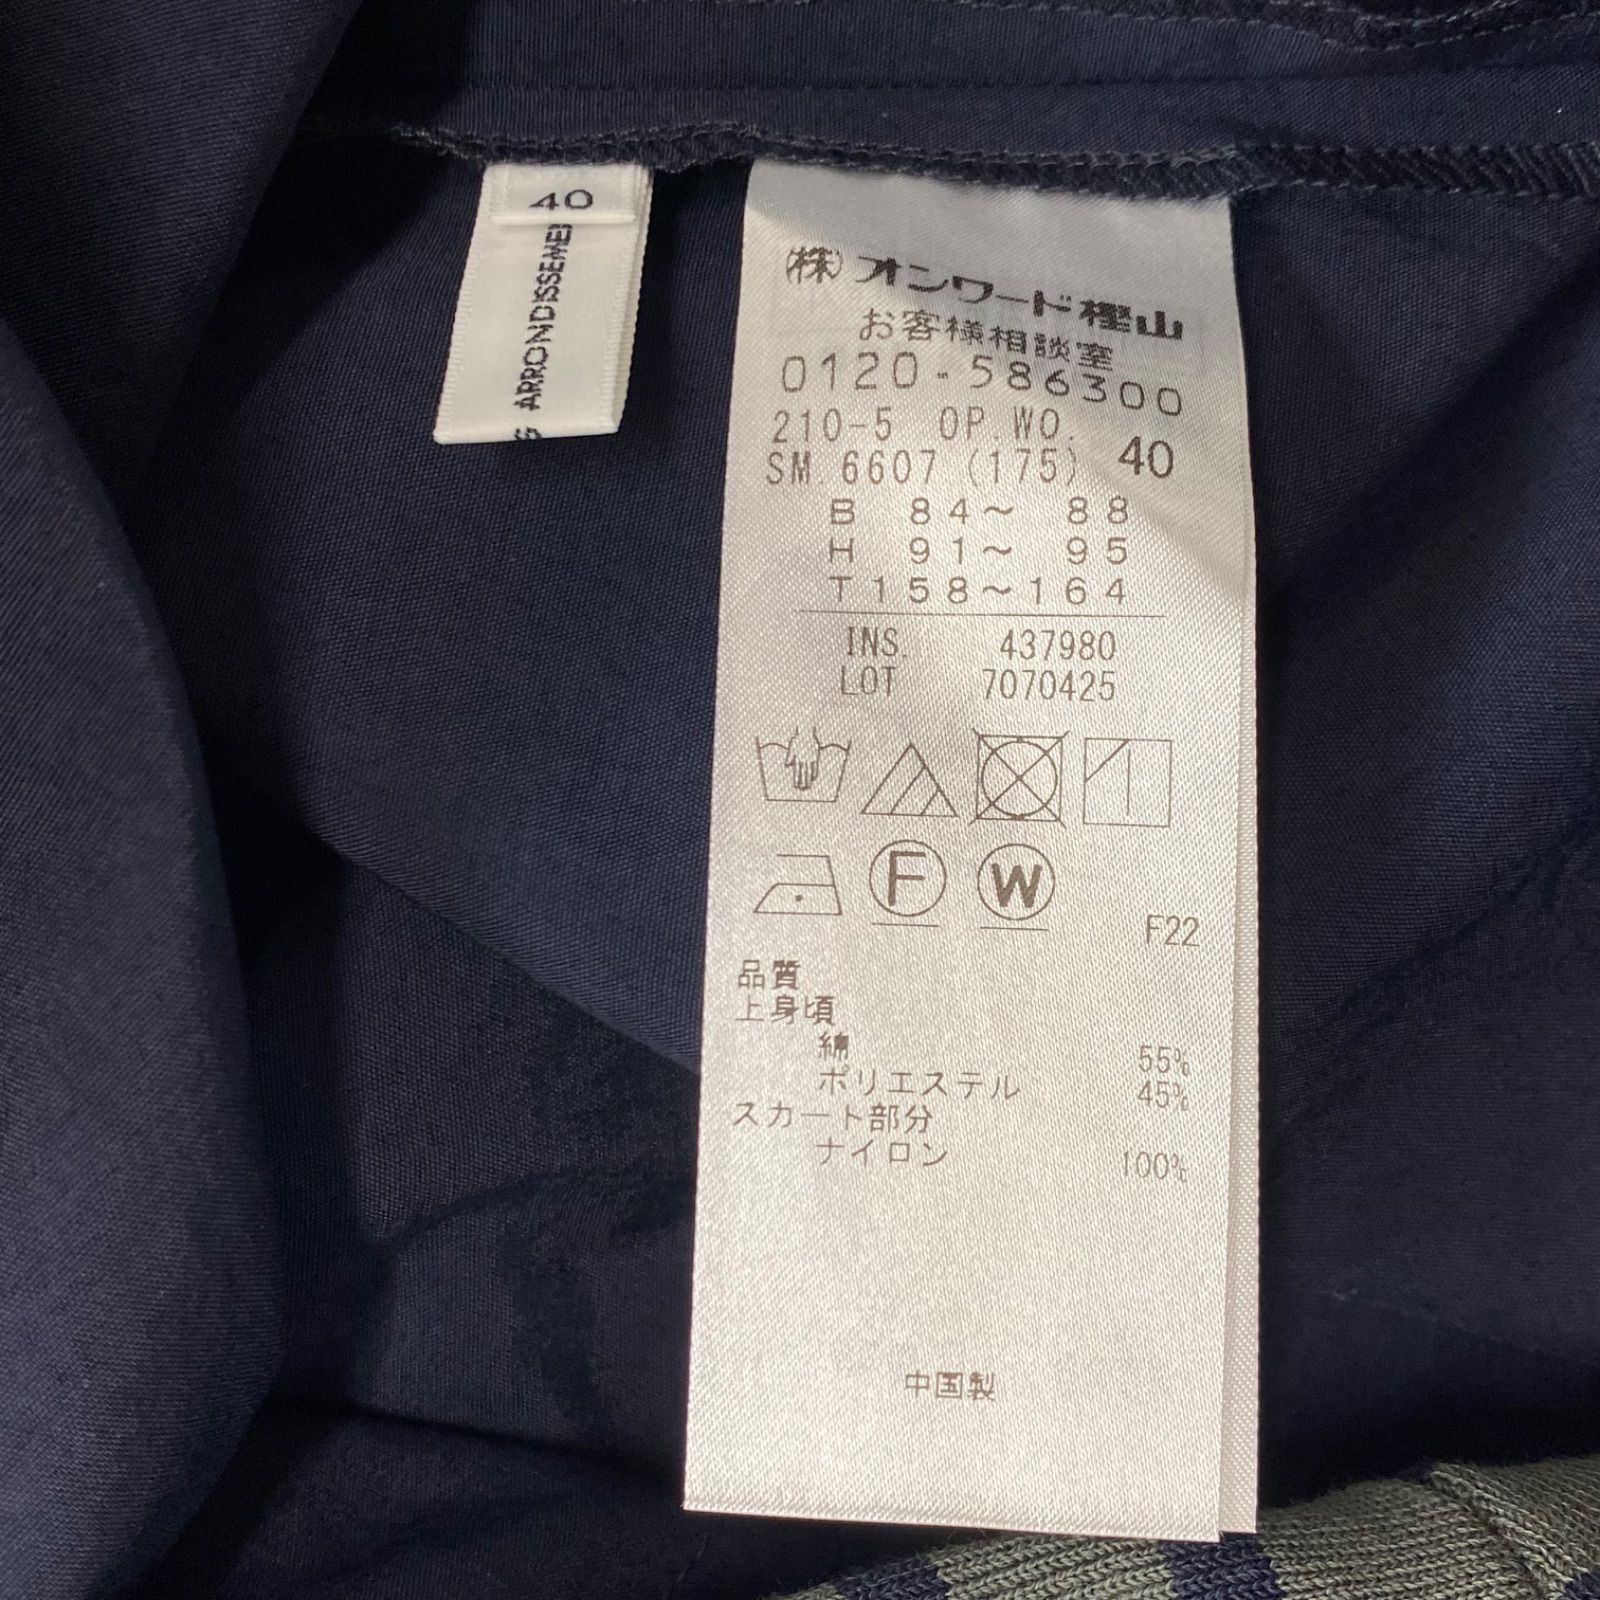 40
G ARRONDISSEME
(株)オンワード樫山
お客様相談室
0120-586300
210-5 OP.WO.
SM.6607 (175) 40
B 84～ 88
H 91～ 95
T158～164
INS. 437980
LOT 7070425
F W
F22
品質
上身頃
綿 55%
ポリエステル 45%
スカート部分
ナイロン 100%
中国製